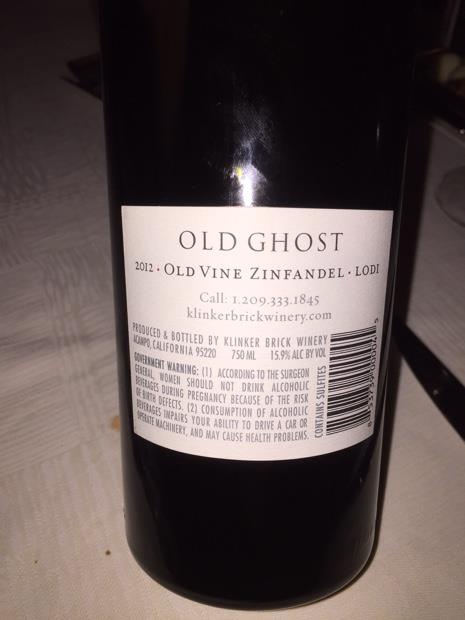 OLD GHOST
2012 • OLD VINE ZINFANDEL • LODI
Call: 1.209.333.1845
klinkerbrickwinery.com
PRODUCED & BOTTLED BY KLINKER BRICK WINERY
ACAMPO, CALIFORNIA 95220 750 ML 15.9% ALC BY VOL
GOVERNMENT WARNING: (1) ACCORDING TO THE SURGEON
GENERAL, WOMEN SHOULD NOT DRINK ALCOHOLIC
BEVERAGES DURING PREGNANCY BECAUSE OF THE RISK
OF BIRTH DEFECTS. (2) CONSUMPTION OF ALCOHOLIC
BEVERAGES IMPAIRS YOUR ABILITY TO DRIVE A CAR OR
OPERATE MACHINERY, AND MAY CAUSE HEALTH PROBLEMS.
CONTAINS SULFITES